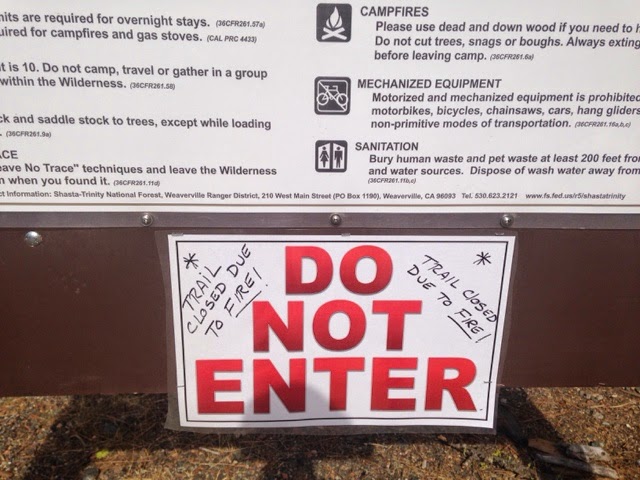 its are required for overnight stays. (36CFR261.57a)
uired for campfires and gas stoves. (CAL PRC 4433)
it is 10. Do not camp, travel or gather in a group
within the Wilderness. (36CFR261.58)
ck and saddle stock to trees, except while loading
. (36CFR261.9a)
ACE
eave No Trace" techniques and leave the Wilderness
n when you found it. (36CFR261.11d)
CAMPFIRES
Please use dead and down wood if you need to h
Do not cut trees, snags or boughs. Always exting
before leaving camp. (36CFR261.6a)
MECHANIZED EQUIPMENT
Motorized and mechanized equipment is prohibited
motorbikes, bicycles, chainsaws, cars, hang gliders
non-primitive modes of transportation. (36CFR261.16a,b,c)
SANITATION
Bury human waste and pet waste at least 200 feet from
and water sources. Dispose of wash water away from
(36CFR261.11b,c)
ct Information: Shasta-Trinity National Forest, Weaverville Ranger District, 210 West Main Street (PO Box 1190), Weaverville, CA 96093 Tel. 530.623.2121 www.fs.fed.us/r5/shastatrinity
* TRAIL
CLOSED DUE
TO FIRE!
DO
NOT
ENTER
*
TRAIL CLOSED
DUE TO FIRE!